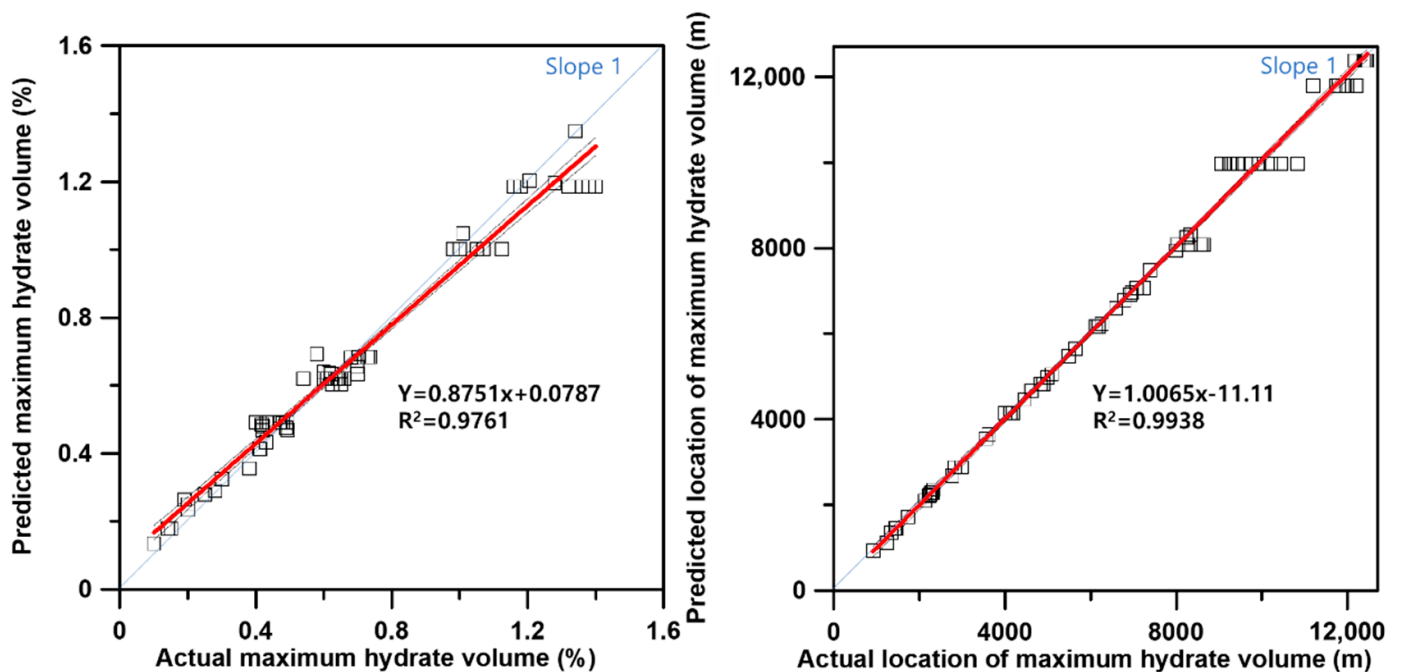 Predicted maximum hydrate volume (%)
1.6
1.2
0.8
0.4
0
Slope 1
Y=0.8751x+0.0787
R²=0.9761
0
0.4
0.8
1.2
1.6
Actual maximum hydrate volume (%)
Predicted location of maximum hydrate volume (m)
12,000
8000
4000
0
Slope 1
Y=1.0065x-11.11
R²=0.9938
0
4000
8000
12,000
Actual location of maximum hydrate volume (m)